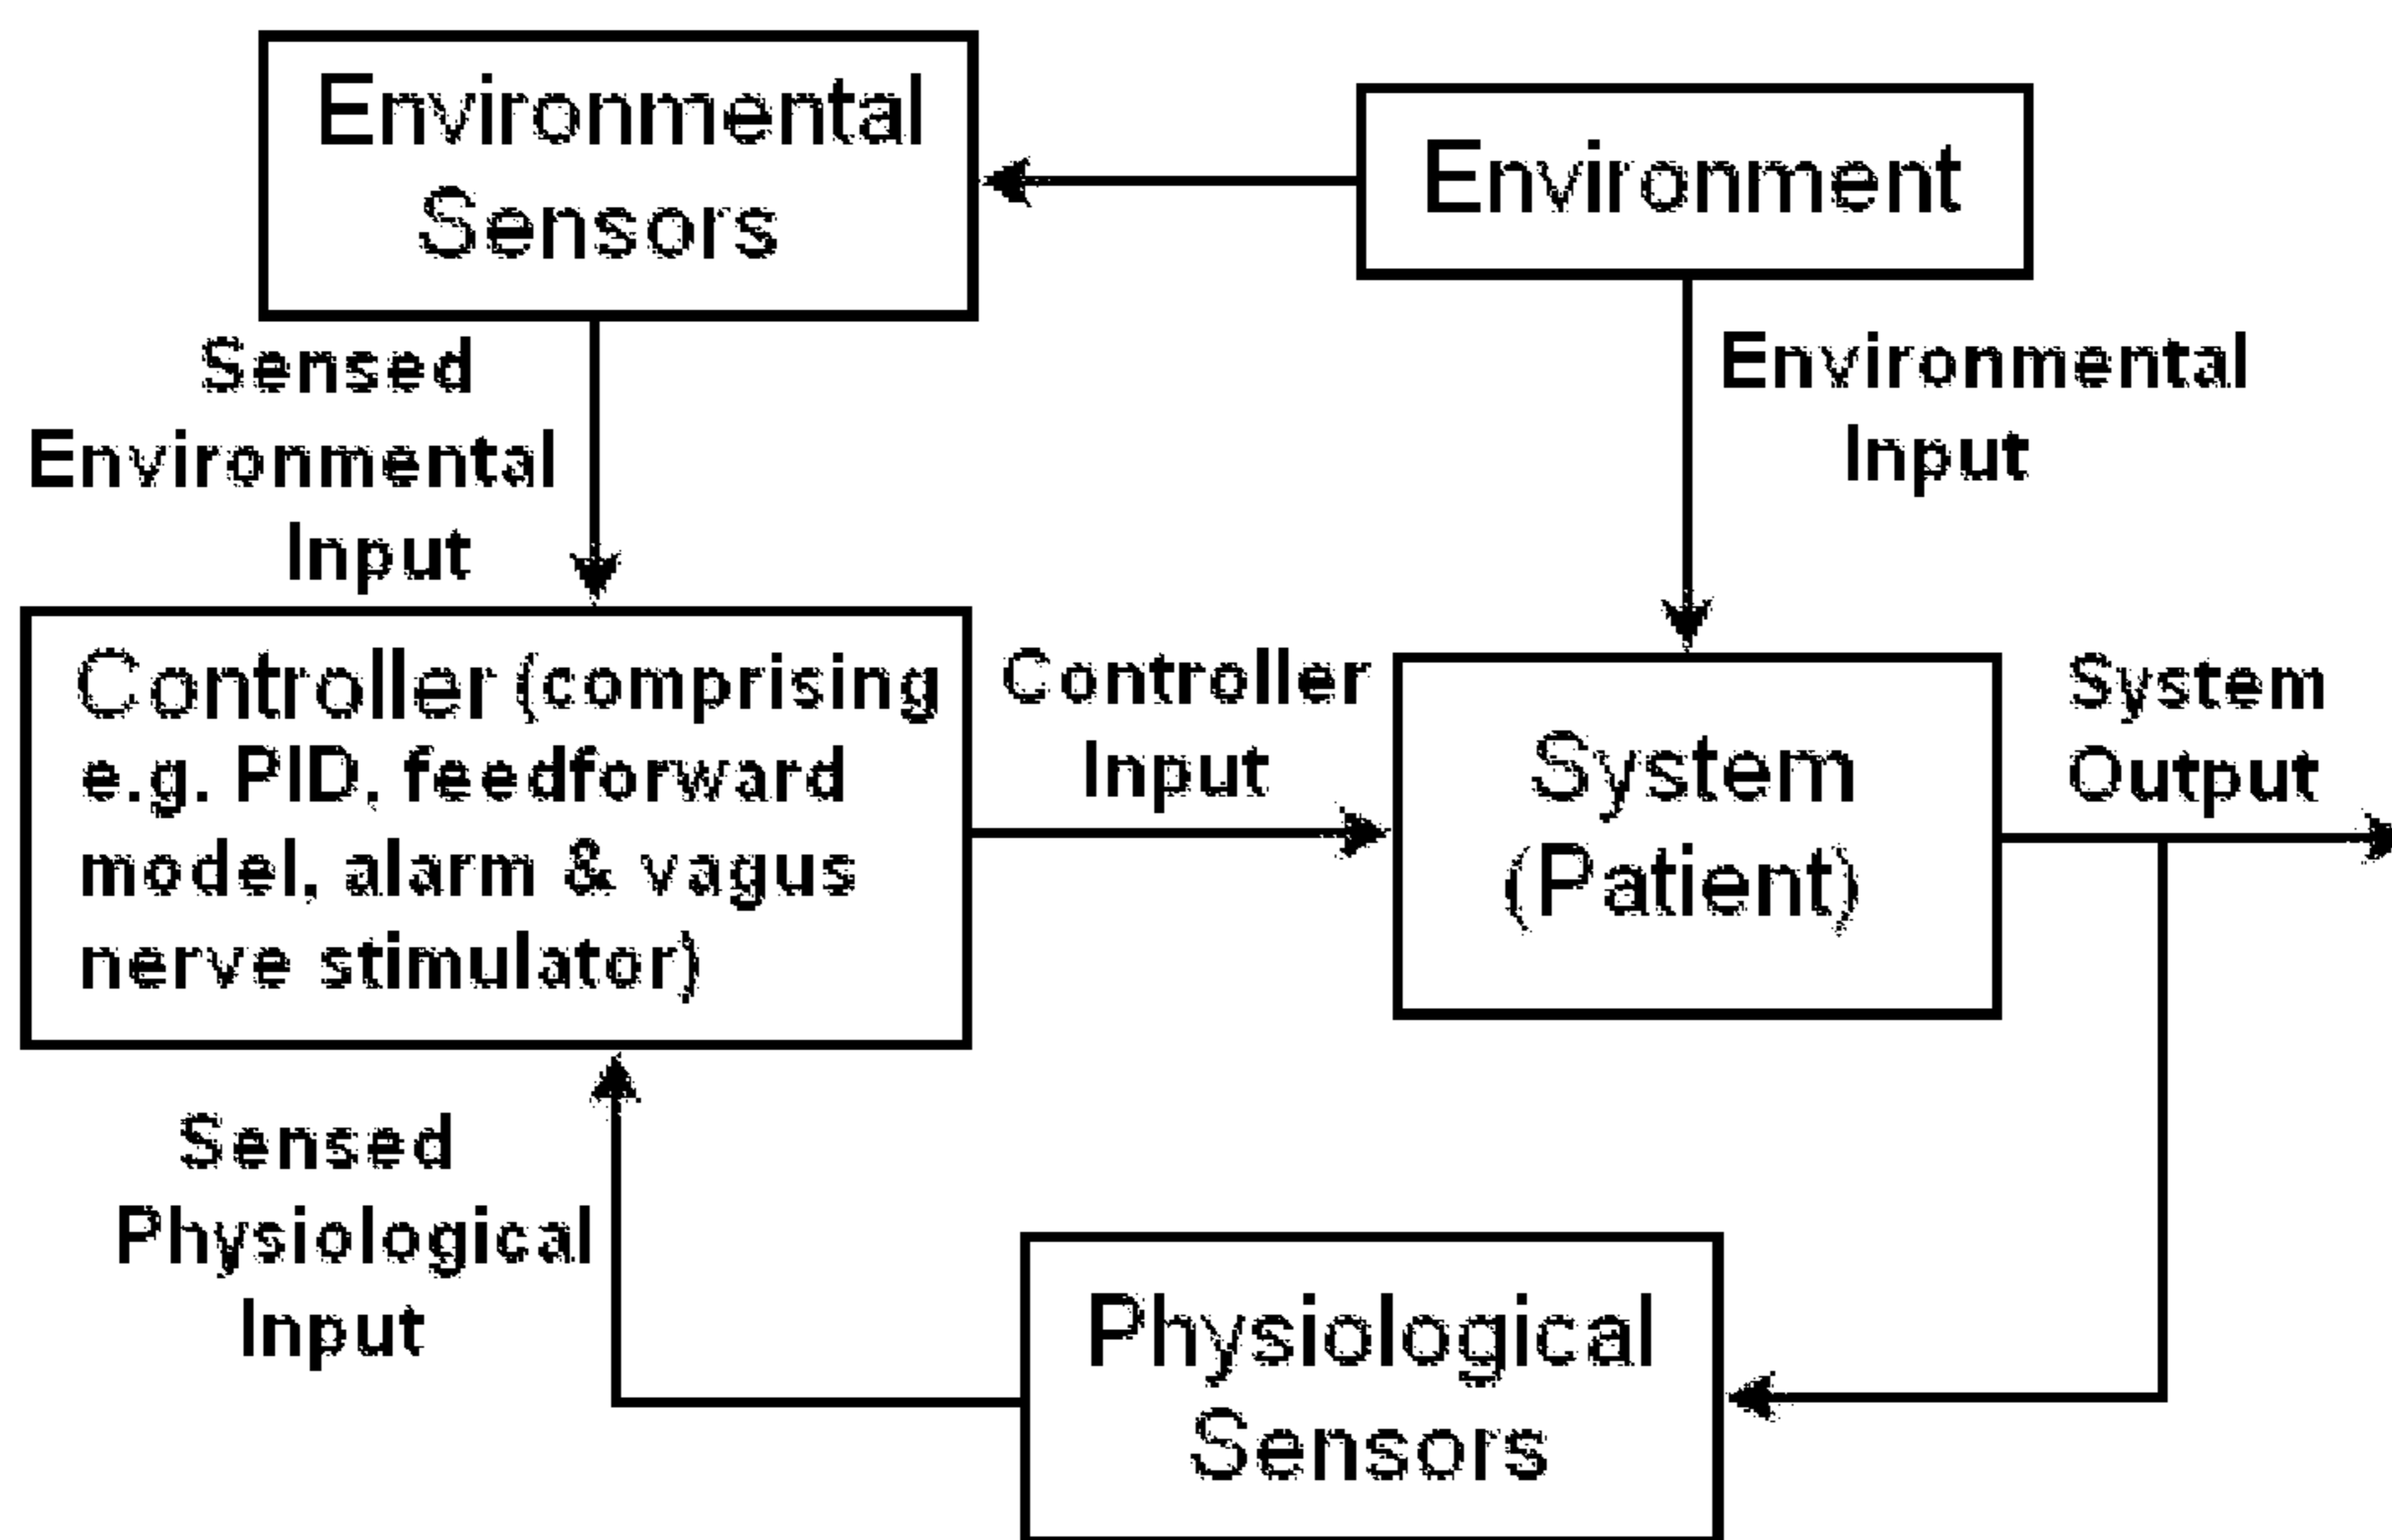 Environmental
Sensors
Environment
Sensed
Environmental
Input
Environmental
Input
Controller (comprising
e.g. PID, feedforward
model, alarm & vagus
nerve stimulator)
Controller
Input
System
(Patient)
System
Output
Sensed
Physiological
Input
Physiological
Sensors